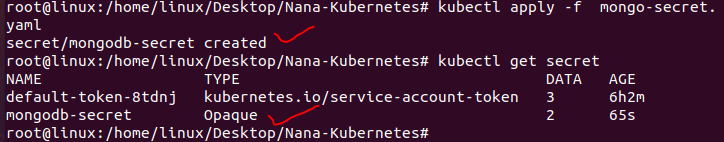 root@linux:/home/linux/Desktop/Nana-Kubernetes# kubectl apply -f  mongo-secret.
yaml
secret/mongodb-secret created
root@linux:/home/linux/Desktop/Nana-Kubernetes# kubectl get secret
NAME                  TYPE                                  DATA   AGE
default-token-8tdnj   kubernetes.io/service-account-token   3      6h2m
mongodb-secret        Opaque                                2      65s
root@linux:/home/linux/Desktop/Nana-Kubernetes#